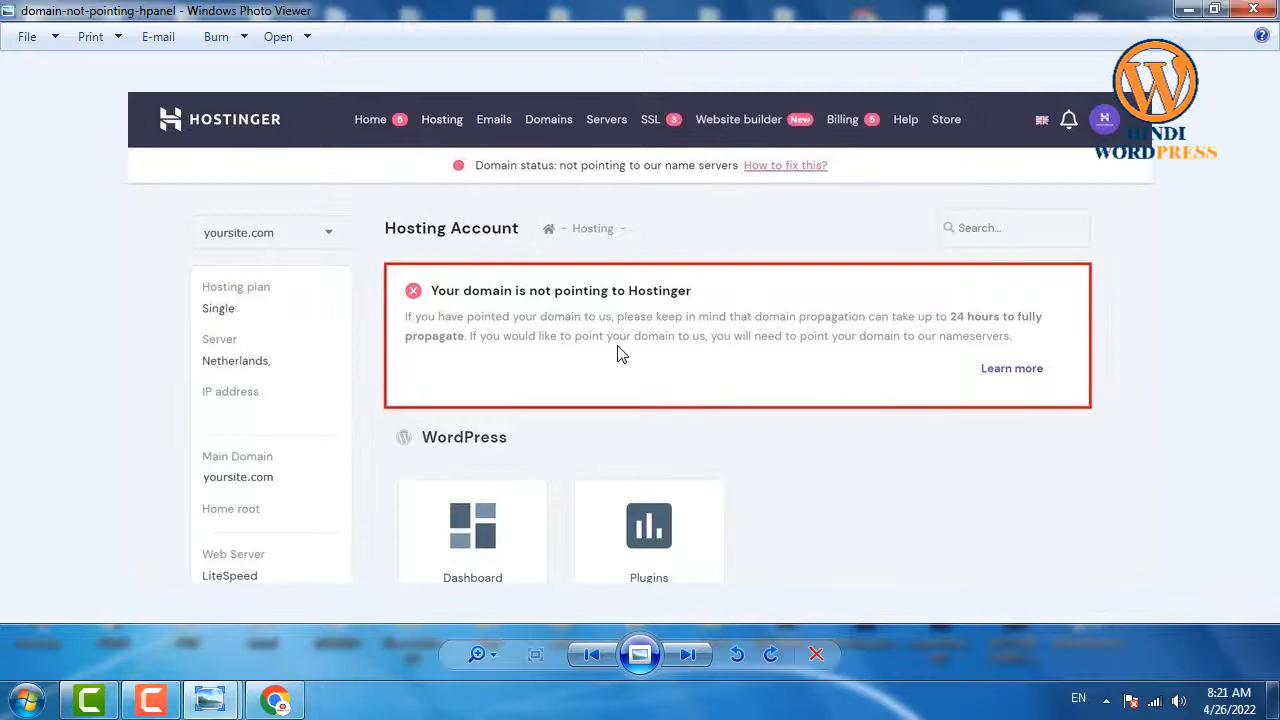 domain-not-pointing-hpanel - Windows Photo Viewer
File Print E-mail Burn Open
HINDI
WORDPRESS
HOSTINGER Home 5 Hosting Emails Domains Servers SSL 3 Website builder New Billing 5 Help Store
Domain status: not pointing to our name servers How to fix this?
yoursite.com
Hosting Account - Hosting - Search...
Your domain is not pointing to Hostinger
If you have pointed your domain to us, please keep in mind that domain propagation can take up to 24 hours to fully
propagate. If you would like to point your domain to us, you will need to point your domain to our nameservers.
Learn more
Hosting plan
Single
Server
Netherlands,
IP address
Main Domain
yoursite.com
Home root
Web Server
LiteSpeed
WordPress
Dashboard Plugins
EN 8:21 AM
4/26/2022